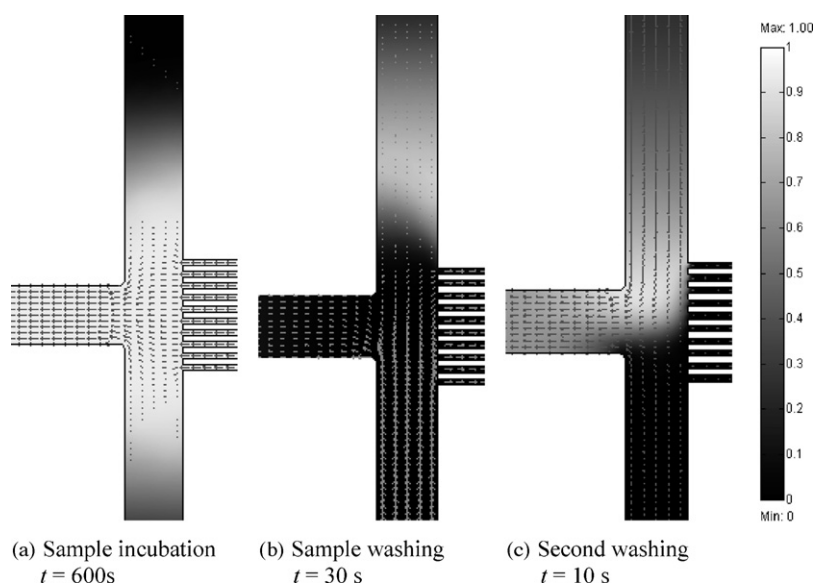 Max: 1.00
1
0.9
0.8
0.7
0.6
0.5
0.4
0.3
0.2
0.1
0
Min: 0
(a) Sample incubation
t = 600s
(b) Sample washing
t = 30 s
(c) Second washing
t = 10 s